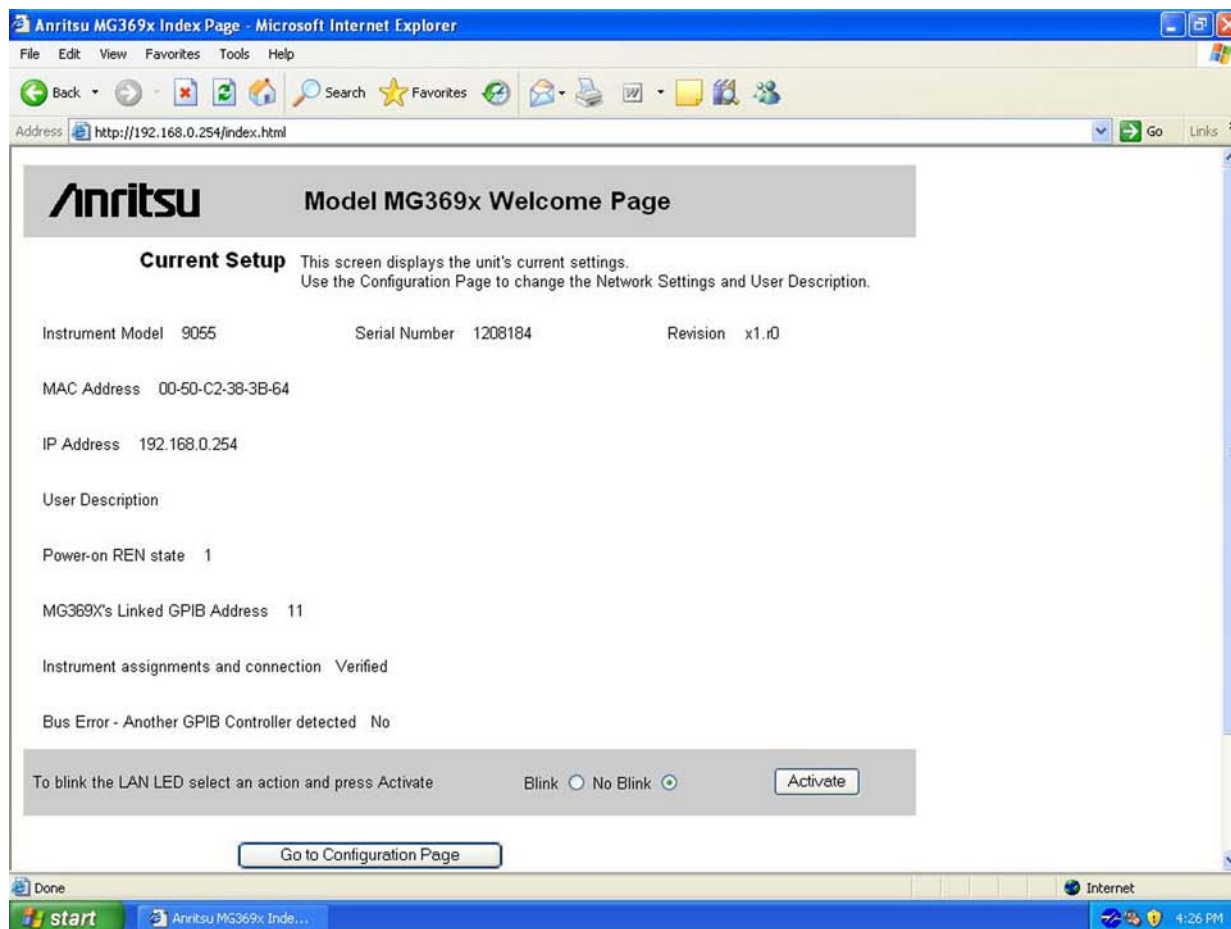 Anritsu MG369x Index Page - Microsoft Internet Explorer
File Edit View Favorites Tools Help
Back Search Favorites
Address http://192.168.0.254/index.html Go Links
Anritsu Model MG369x Welcome Page
Current Setup This screen displays the unit's current settings.
Use the Configuration Page to change the Network Settings and User Description.
Instrument Model 9055 Serial Number 1208184 Revision x1.r0
MAC Address 00-50-C2-38-3B-64
IP Address 192.168.0.254
User Description
Power-on REN state 1
MG369X's Linked GPIB Address 11
Instrument assignments and connection Verified
Bus Error - Another GPIB Controller detected No
To blink the LAN LED select an action and press Activate Blink No Blink Activate
Go to Configuration Page
Done Internet
start Anritsu MG369x Inde... 4:26 PM